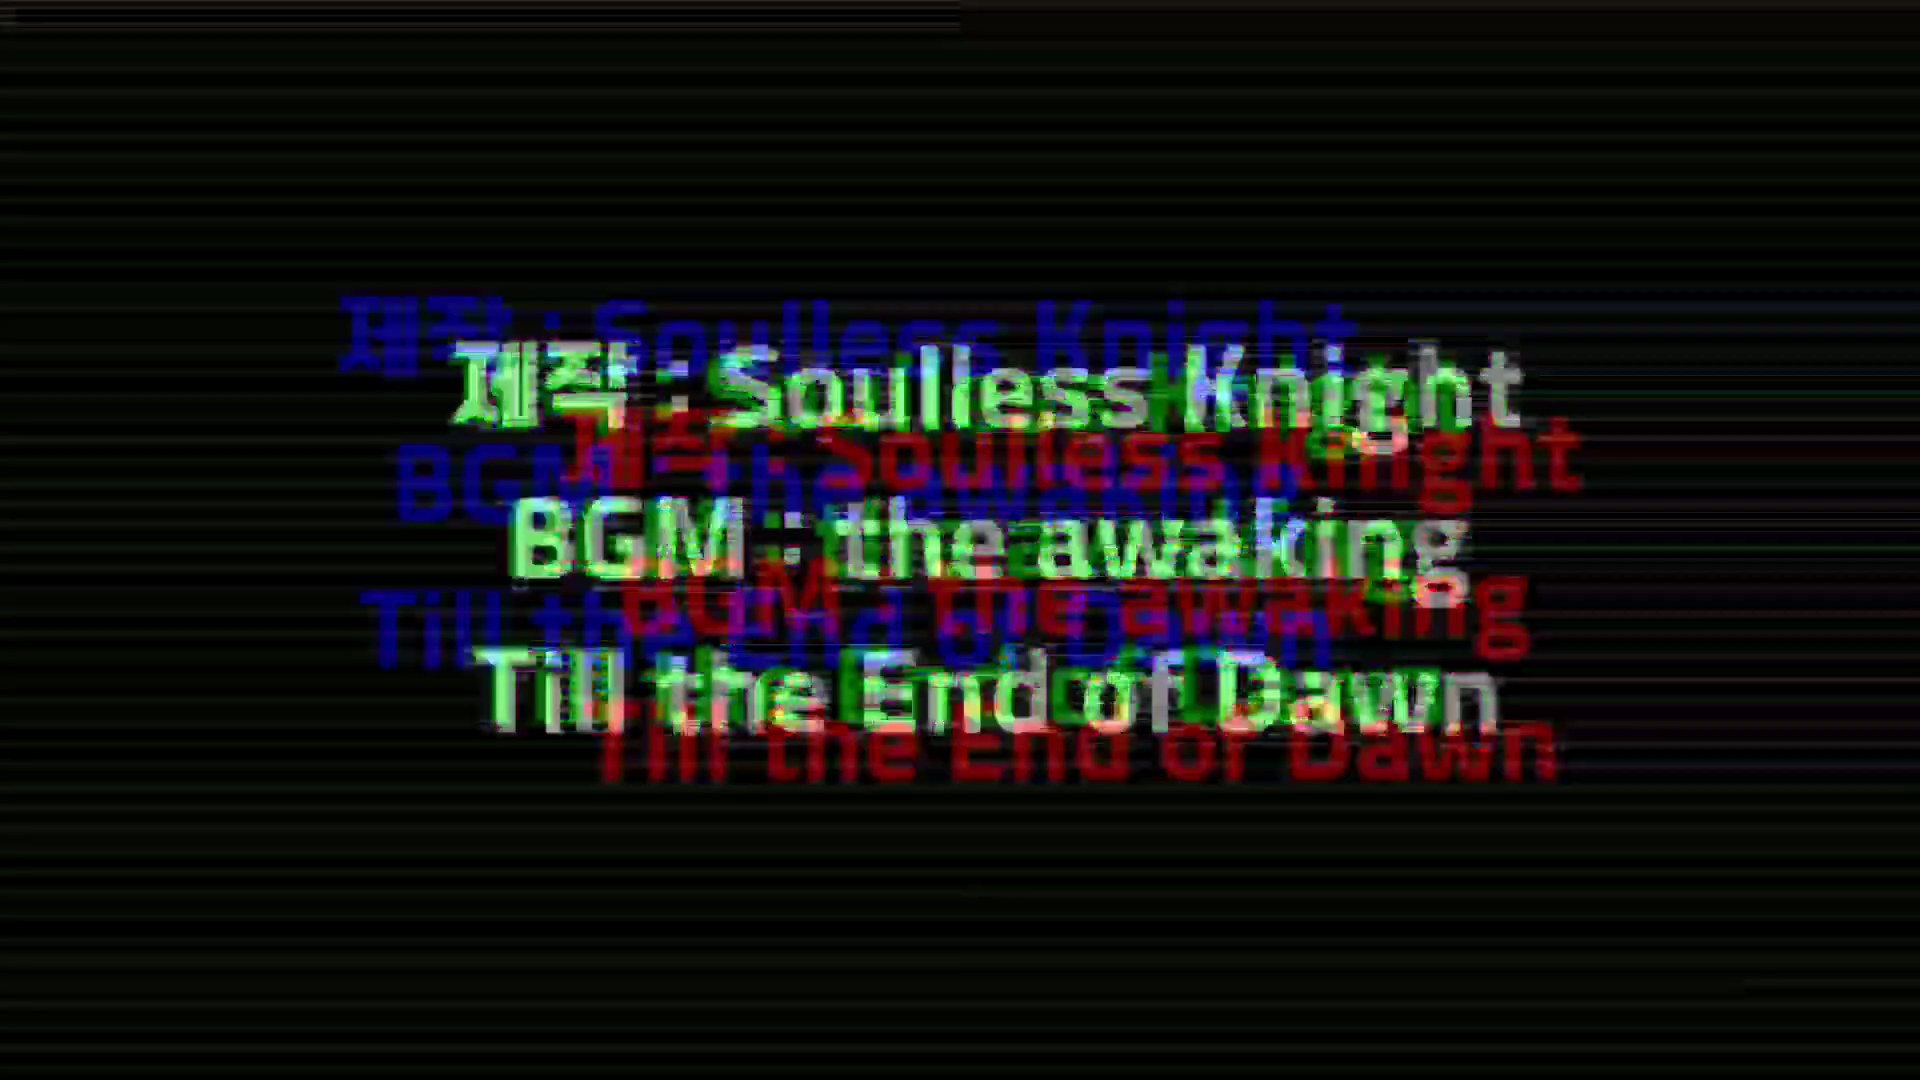 제작 : Soulless Knight
BGM : the awaking
Till the End of Dawn